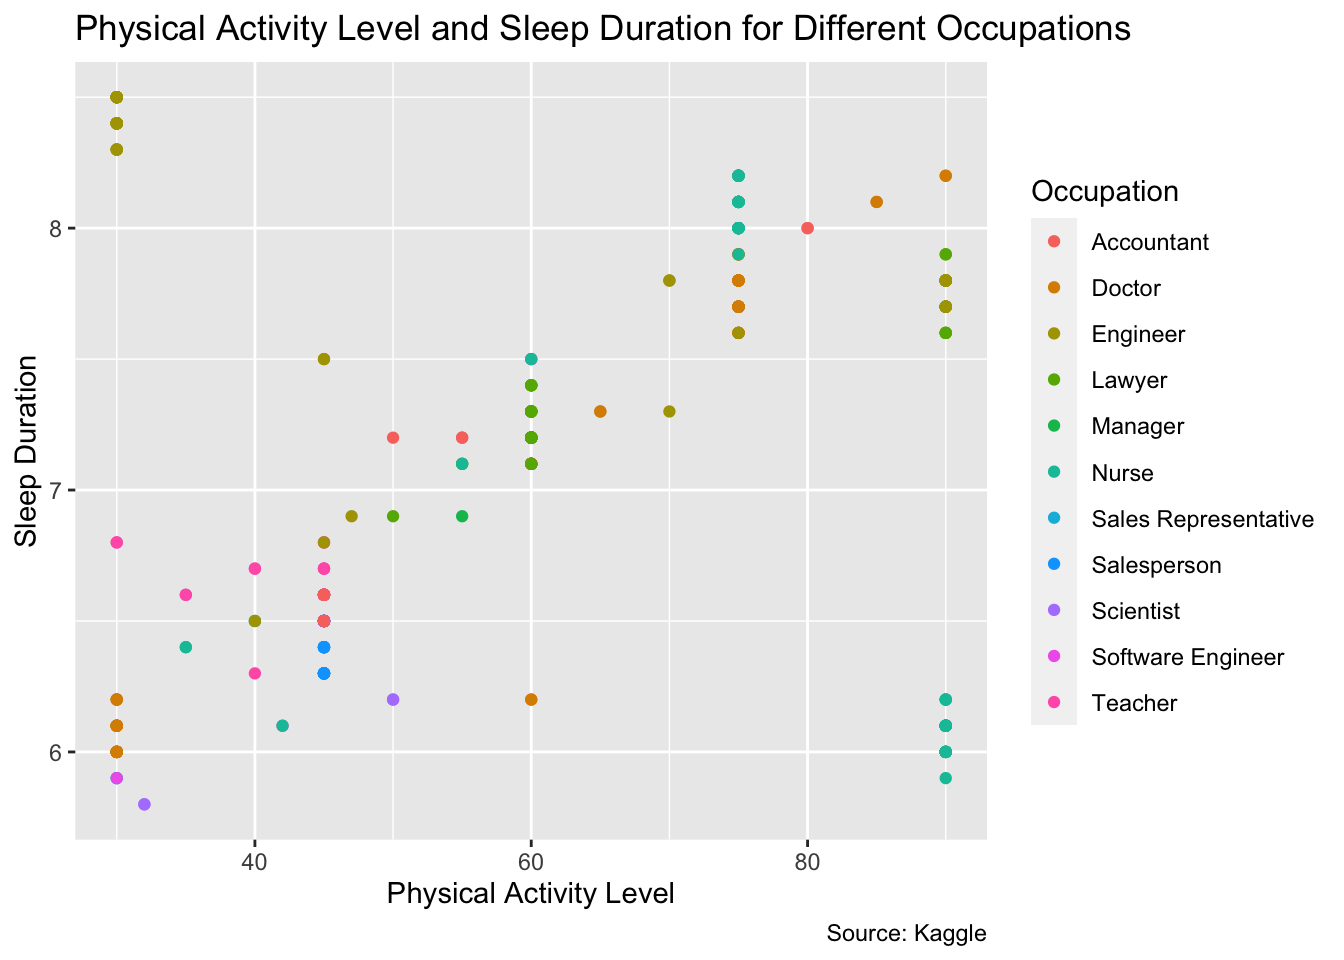 Physical Activity Level and Sleep Duration for Different Occupations
Sleep Duration
8
7
6
40
60
80
Physical Activity Level
Occupation
Accountant
Doctor
Engineer
Lawyer
Manager
Nurse
Sales Representative
Salesperson
Scientist
Software Engineer
Teacher
Source: Kaggle